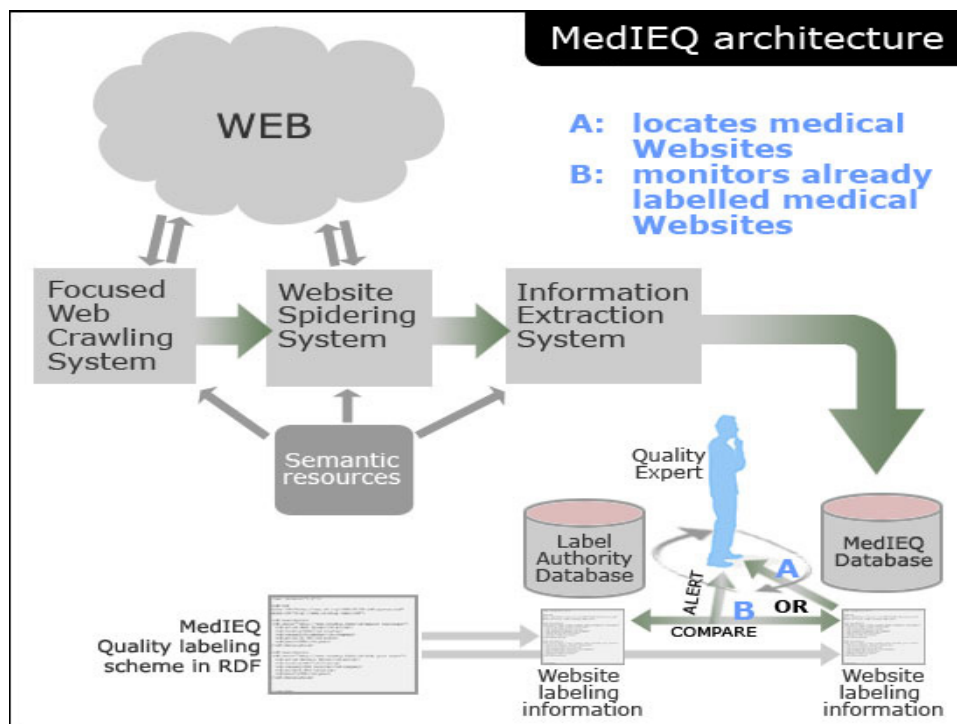 MedIEQ architecture
WEB
A: locates medical
Websites
B: monitors already
labelled medical
Websites
Focused
Web
Crawling
System
Website
Spidering
System
Information
Extraction
System
Semantic
resources
Quality
Expert
Label
Authority
Database
MedIEQ
Database
A
ALERT
B
OR
COMPARE
MedIEQ
Quality labeling
scheme in RDF
Website
labeling
information
Website
labeling
information